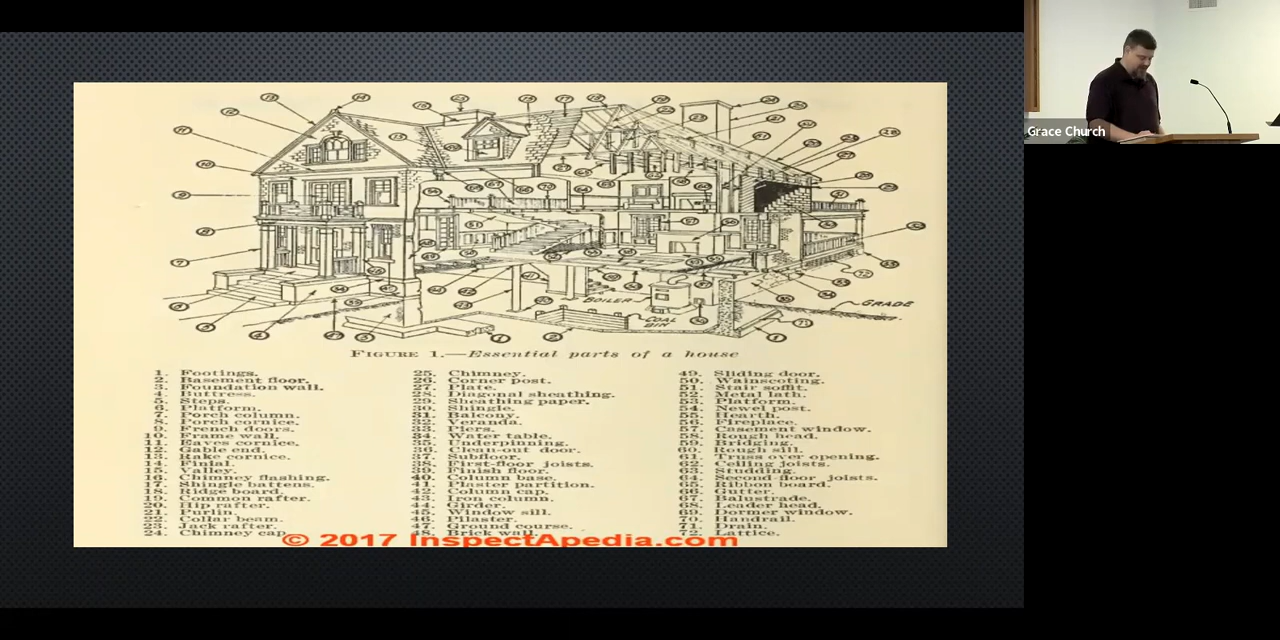 BOILER
COAL
BIN
GRADE
FIGURE 1.—Essential parts of a house
1. Footings.
2. Basement floor.
3. Foundation wall.
4. Buttress.
5. Steps.
6. Platform.
7. Porch column.
8. Porch cornice.
9. French doors.
10. Frame wall.
11. Eaves cornice.
12. Gable end.
13. Rake cornice.
14. Finial.
15. Valley.
16. Chimney flashing.
17. Shingle battens.
18. Ridge board.
19. Common rafter.
20. Hip rafter.
21. Purlin.
22. Collar beam.
23. Jack rafter.
24. Chimney cap.
25. Chimney.
26. Corner post.
27. Plate.
28. Diagonal sheathing.
29. Sheathing paper.
30. Shingle.
31. Balcony.
32. Veranda.
33. Piers.
34. Water table.
35. Underpinning.
36. Clean-out door.
37. Subfloor.
38. First-floor joists.
39. Finish floor.
40. Column base.
41. Plaster partition.
42. Column cap.
43. Iron column.
44. Girder.
45. Window sill.
46. Pilaster.
47. Ground course.
48. Brick wall.
49. Sliding door.
50. Wainscoting.
51. Stair soffit.
52. Metal lath.
53. Platform.
54. Newel post.
55. Hearth.
56. Fireplace.
57. Casement window.
58. Rough head.
59. Bridging.
60. Rough sill.
61. Truss over opening.
62. Ceiling joists.
63. Studding.
64. Second-floor joists.
65. Ribbon board.
66. Gutter.
67. Balustrade.
68. Leader head.
69. Dormer window.
70. Handrail.
71. Drain.
72. Lattice.
© 2017 InspectApedia.com
Grace Church